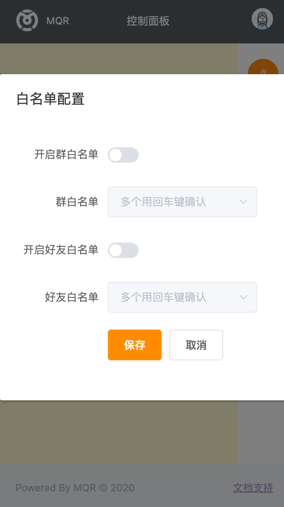 MQR
控制面板
白名单配置
开启群白名单
群白名单
多个用回车键确认
开启好友白名单
好友白名单
多个用回车键确认
保存
取消
Powered By MQR © 2020
文档支持